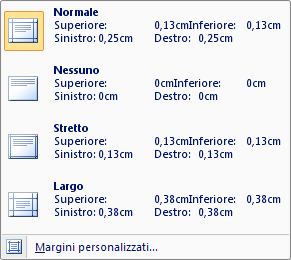 Normale
Superiore: 0,13cmInferiore: 0,13cm
Sinistro: 0,25cm Destro: 0,25cm
Nessuno
Superiore: 0cmInferiore: 0cm
Sinistro: 0cm Destro: 0cm
Stretto
Superiore: 0,13cmInferiore: 0,13cm
Sinistro: 0,13cm Destro: 0,13cm
Largo
Superiore: 0,38cmInferiore: 0,38cm
Sinistro: 0,38cm Destro: 0,38cm
Margini personalizzati...